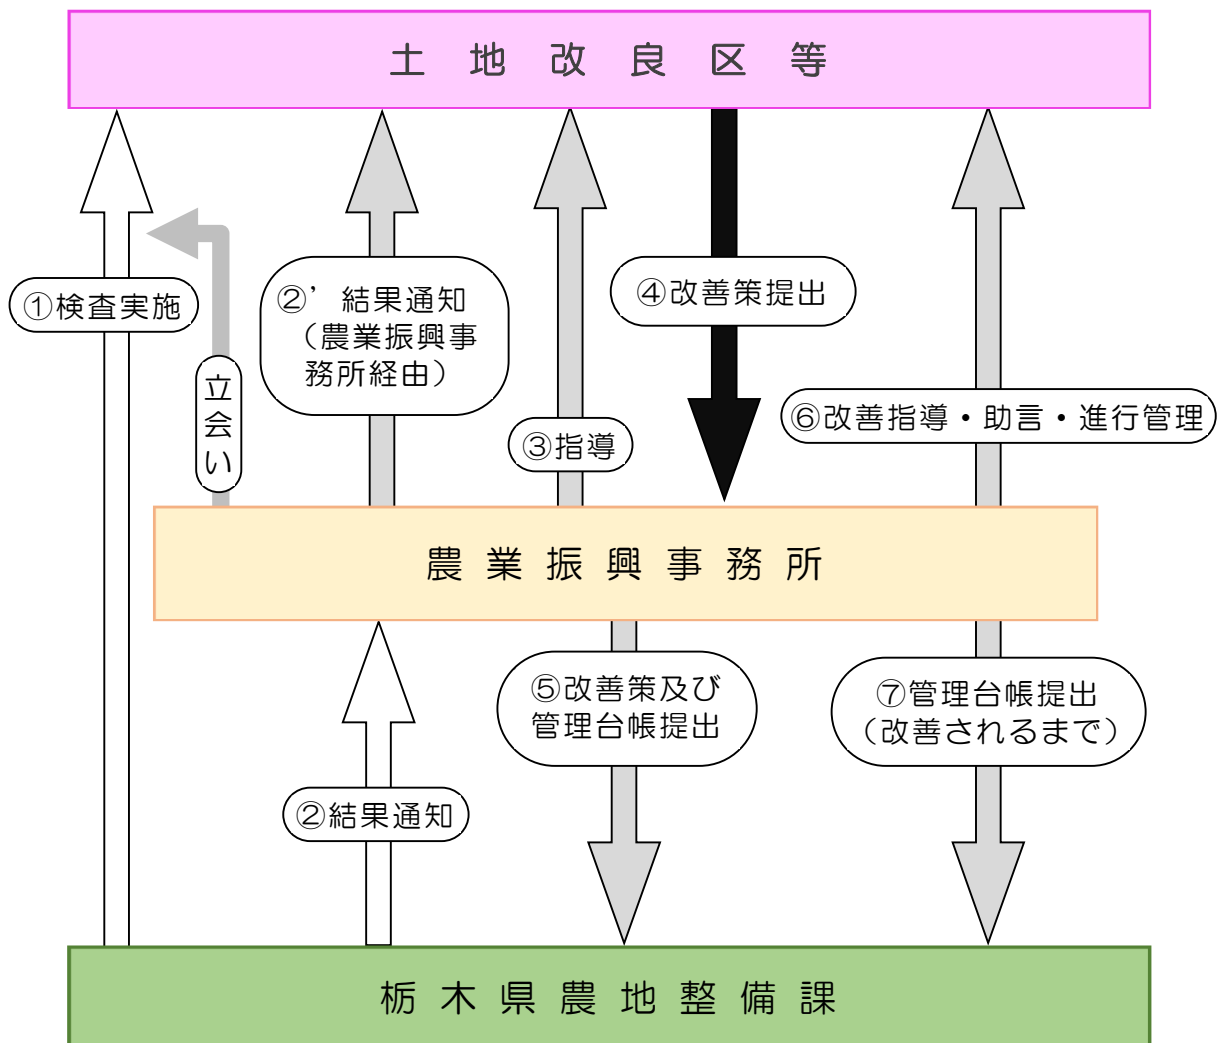 土地改良区等
①検査実施
立会い
②’結果通知
（農業振興事
務所経由）
③指導
④改善策提出
⑥改善指導・助言・進行管理
農業振興事務所
②結果通知
⑤改善策及び
管理台帳提出
⑦管理台帳提出
（改善されるまで）
栃木県農地整備課